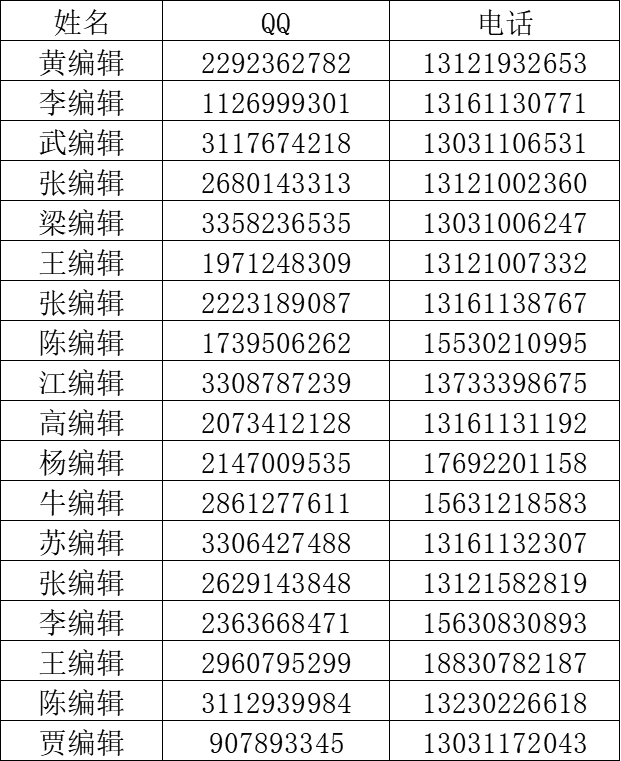 姓名 QQ 电话
黄编辑 2292362782 13121932653
李编辑 1126999301 13161130771
武编辑 3117674218 13031106531
张编辑 2680143313 13121002360
梁编辑 3358236535 13031006247
王编辑 1971248309 13121007332
张编辑 2223189087 13161138767
陈编辑 1739506262 15530210995
江编辑 3308787239 13733398675
高编辑 2073412128 13161131192
杨编辑 2147009535 17692201158
牛编辑 2861277611 15631218583
苏编辑 3306427488 13161132307
张编辑 2629143848 13121582819
李编辑 2363668471 15630830893
王编辑 2960795299 18830782187
陈编辑 3112939984 13230226618
贾编辑 907893345 13031172043